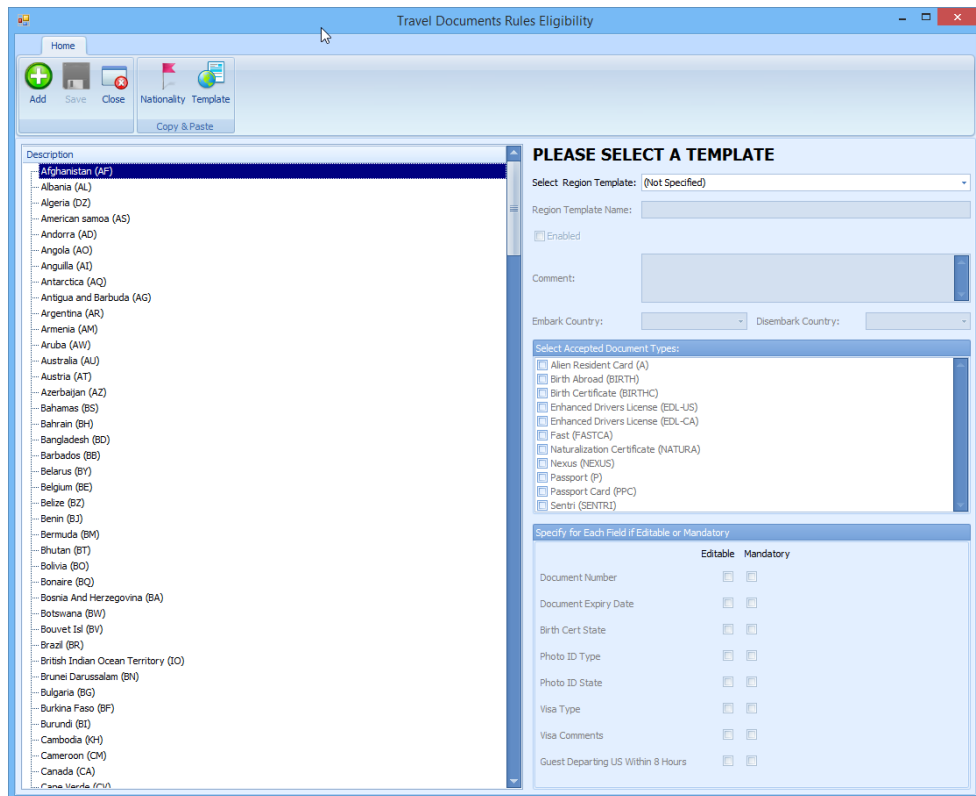 Travel Documents Rules Eligibility
Home
Add Save Close Nationality Template
Copy & Paste
Description
Afghanistan (AF)
Albania (AL)
Algeria (DZ)
American samoa (AS)
Andorra (AD)
Angola (AO)
Anguilla (AI)
Antarctica (AQ)
Antigua and Barbuda (AG)
Argentina (AR)
Armenia (AM)
Aruba (AW)
Australia (AU)
Austria (AT)
Azerbaijan (AZ)
Bahamas (BS)
Bahrain (BH)
Bangladesh (BD)
Barbados (BB)
Belarus (BY)
Belgium (BE)
Belize (BZ)
Benin (BJ)
Bermuda (BM)
Bhutan (BT)
Bolivia (BO)
Bonaire (BQ)
Bosnia And Herzegovina (BA)
Botswana (BW)
Bouvet Isl (BV)
Brazil (BR)
British Indian Ocean Territory (IO)
Brunei Darussalam (BN)
Bulgaria (BG)
Burkina Faso (BF)
Burundi (BI)
Cambodia (KH)
Cameroon (CM)
Canada (CA)
Cape Verde (CV)
PLEASE SELECT A TEMPLATE
Select Region Template: (Not Specified)
Region Template Name:
Enabled
Comment:
Embark Country: Disembark Country:
Select Accepted Document Types:
Alien Resident Card (A)
Birth Abroad (BIRTH)
Birth Certificate (BIRTHC)
Enhanced Drivers License (EDL-US)
Enhanced Drivers License (EDL-CA)
Fast (FASTCA)
Naturalization Certificate (NATURA)
Nexus (NEXUS)
Passport (P)
Passport Card (PPC)
Sentri (SENTRI)
Specify for Each Field if Editable or Mandatory
Editable Mandatory
Document Number
Document Expiry Date
Birth Cert State
Photo ID Type
Photo ID State
Visa Type
Visa Comments
Guest Departing US Within 8 Hours